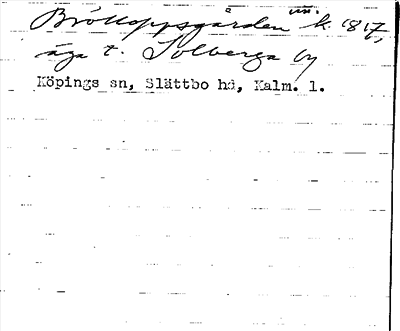 Bröllopsgården å k. 1817,
äga t. Solberga by
Köpings sn, Slättbo hd, Kalm. l.